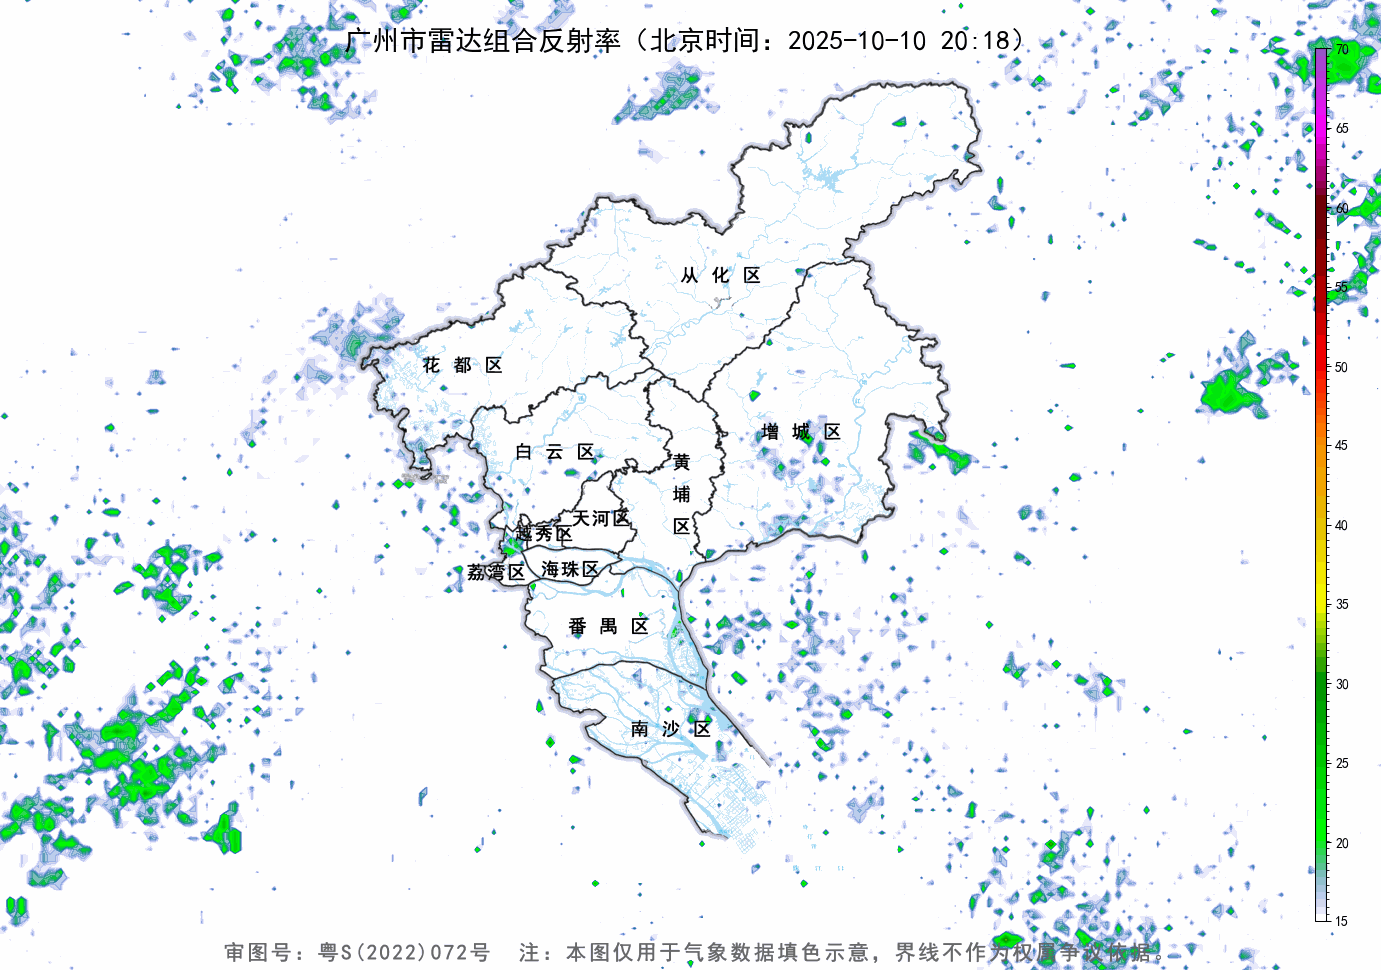 广州市雷达组合反射率（北京时间：2025-10-10 20:18）
70
65
60
55
50
45
40
35
30
25
20
15
从化区
花都区
增城区
白云区
黄埔区
天河区
越秀区
荔湾区
海珠区
番禺区
南沙区
审图号：粤S(2022)072号 注：本图仅用于气象数据填色示意，界线不作为权属争议依据。